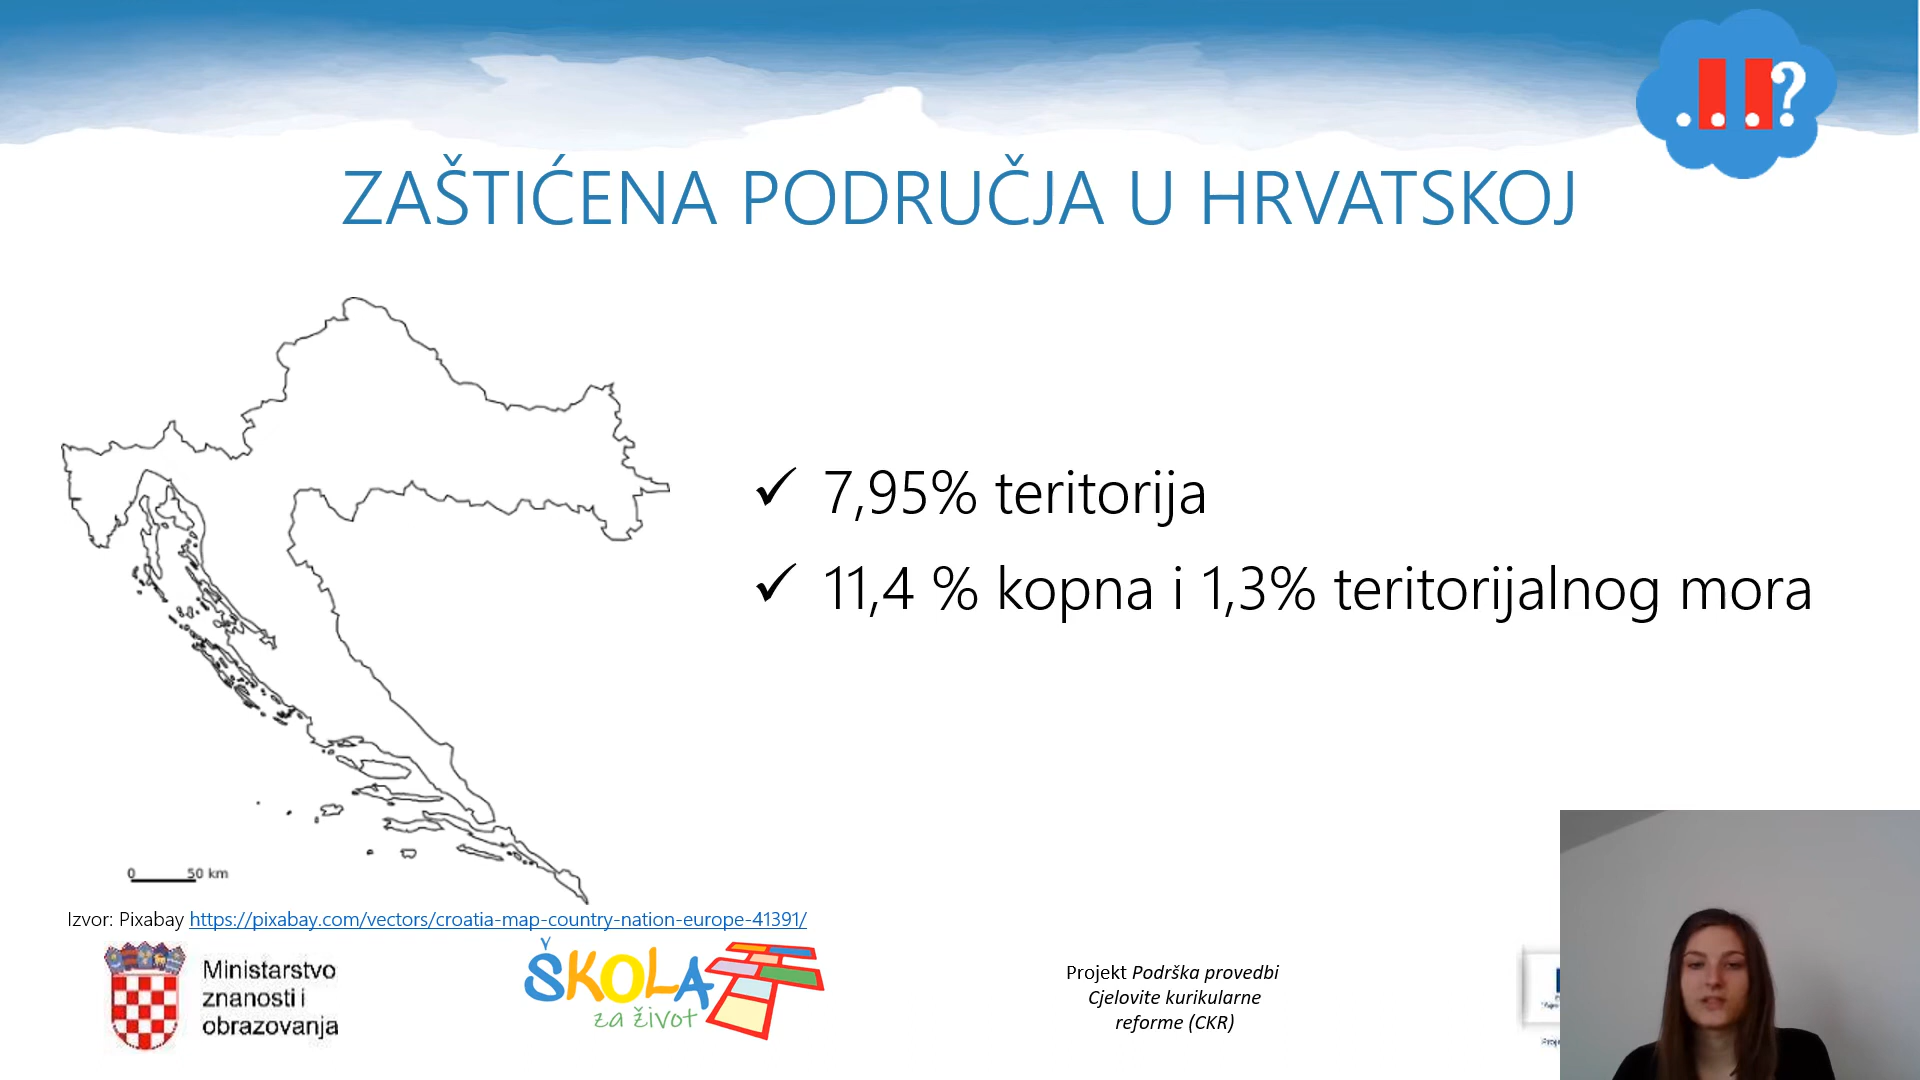 ....?
ZAŠTIĆENA PODRUČJA U HRVATSKOJ
✓ 7,95% teritorija
✓ 11,4 % kopna i 1,3% teritorijalnog mora
0 50 km
Izvor: Pixabay https://pixabay.com/vectors/croatia-map-country-nation-europe-41391/
Ministarstvo
znanosti i
obrazovanja
ŠKOLA
za život
Projekt Podrška provedbi
Cjelovite kurikularne
reforme (CKR)